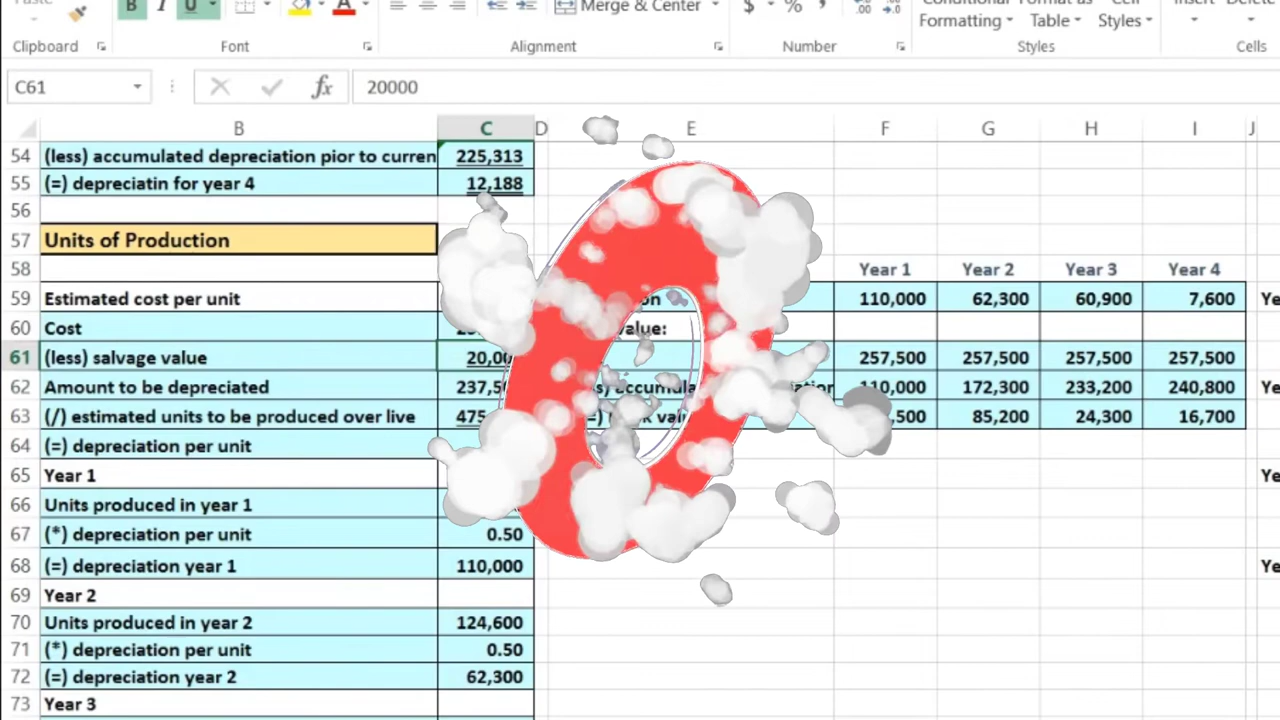 Clipboard Font Alignment Number Styles Cells
Merge & Center $ % Formatting Table Styles
C61 fx 20000
B C D E F G H I J
54 (less) accumulated depreciation pior to curren 225,313
55 (=) depreciatin for year 4 12,188
56
57 Units of Production
58 Year 1 Year 2 Year 3 Year 4
59 Estimated cost per unit 110,000 62,300 60,900 7,600
60 Cost
61 (less) salvage value 257,500 257,500 257,500 257,500
62 Amount to be depreciated 172,300 233,200 240,800
63 (/) estimated units to be produced over live 85,200 24,300 16,700
64 (=) depreciation per unit
65 Year 1
66 Units produced in year 1
67 (*) depreciation per unit 0.50
68 (=) depreciation year 1 110,000
69 Year 2
70 Units produced in year 2 124,600
71 (*) depreciation per unit 0.50
72 (=) depreciation year 2 62,300
73 Year 3
0